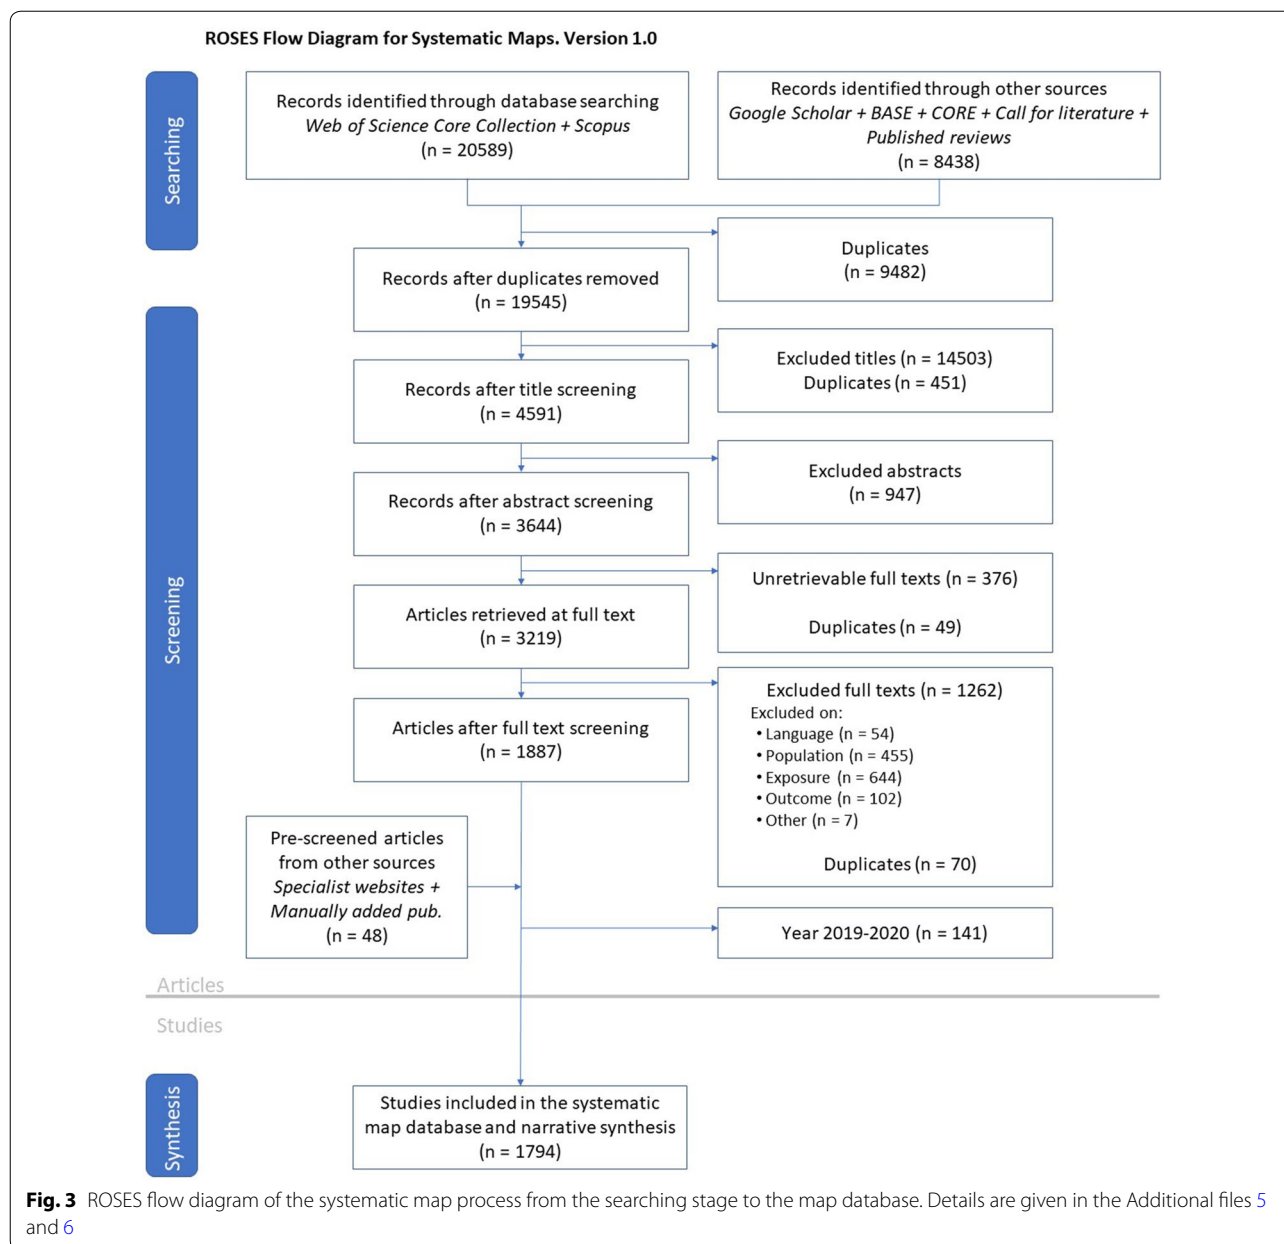 ROSES Flow Diagram for Systematic Maps. Version 1.0
Searching
Records identified through database searching
Web of Science Core Collection + Scopus
(n = 20589)
Records identified through other sources
Google Scholar + BASE + CORE + Call for literature +
Published reviews
(n = 8438)
Duplicates
(n = 9482)
Records after duplicates removed
(n = 19545)
Screening
Excluded titles (n = 14503)
Duplicates (n = 451)
Records after title screening
(n = 4591)
Excluded abstracts
(n = 947)
Records after abstract screening
(n = 3644)
Unretrievable full texts (n = 376)
Duplicates (n = 49)
Articles retrieved at full text
(n = 3219)
Excluded full texts (n = 1262)
Excluded on:
• Language (n = 54)
• Population (n = 455)
• Exposure (n = 644)
• Outcome (n = 102)
• Other (n = 7)
Duplicates (n = 70)
Articles after full text screening
(n = 1887)
Pre-screened articles
from other sources
Specialist websites +
Manually added pub.
(n = 48)
Year 2019-2020 (n = 141)
Articles
Studies
Synthesis
Studies included in the systematic
map database and narrative synthesis
(n = 1794)
Fig. 3 ROSES flow diagram of the systematic map process from the searching stage to the map database. Details are given in the Additional files 5
and 6